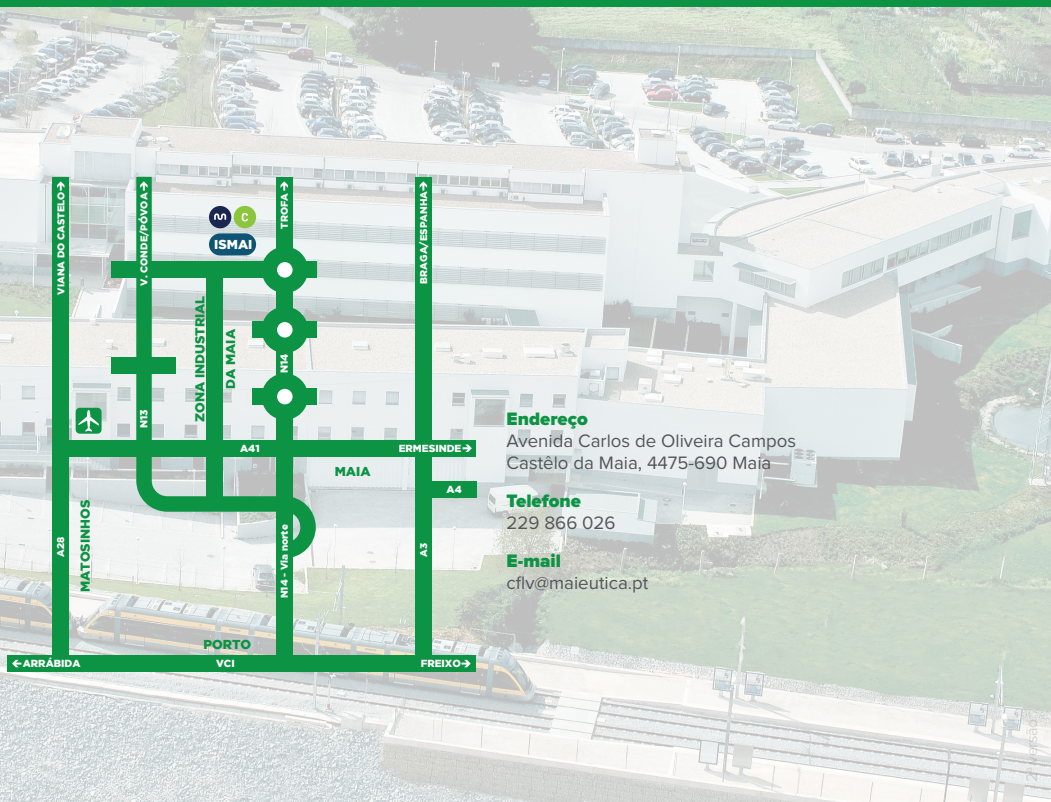 VIANA DO CASTELO→
V. CONDE/PÓVOA→
TROFA→
BRAGA/ESPANHA→
C
ISMAI
ZONA INDUSTRIAL
DA MAIA
N14
N13
A41
ERMESINDE→
MAIA
A4
A28
MATOSINHOS
N14 - Via norte
A3
PORTO
←ARRÁBIDA
VCI
FREIXO→
Endereço
Avenida Carlos de Oliveira Campos
Castêlo da Maia, 4475-690 Maia
Telefone
229 866 026
E-mail
cflv@maieutica.pt